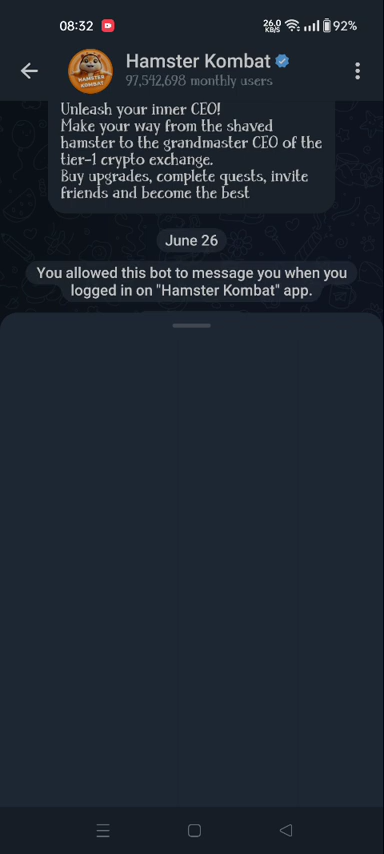 08:32
26.0 KB/S
92%
Hamster Kombat
97,542,698 monthly users
HAMSTER
KOMBAT
Unleash your inner CEO!
Make your way from the shaved
hamster to the grandmaster CEO of the
tier-1 crypto exchange.
Buy upgrades, complete quests, invite
friends and become the best
June 26
You allowed this bot to message you when you
logged in on "Hamster Kombat" app.